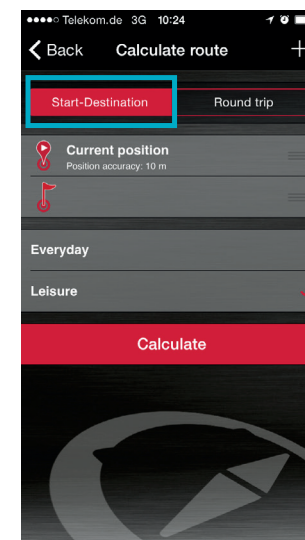 Telekom.de 3G 10:24
Back Calculate route +
Start-Destination Round trip
Current position
Position accuracy: 10 m
Everyday
Leisure
Calculate